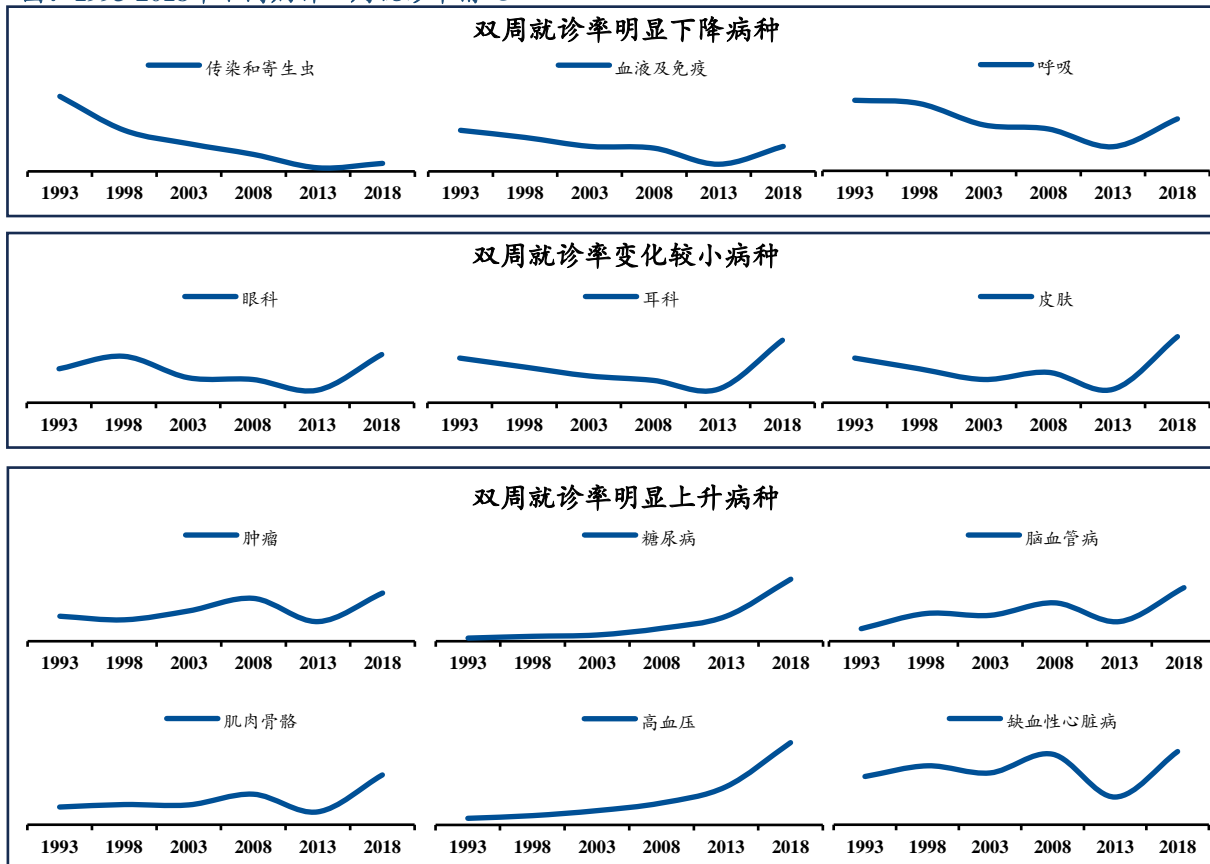 双周就诊率明显下降病种
传染和寄生虫 血液及免疫 呼吸
1993 1998 2003 2008 2013 2018 1993 1998 2003 2008 2013 2018 1993 1998 2003 2008 2013 2018
双周就诊率变化较小病种
眼科 耳科 皮肤
1993 1998 2003 2008 2013 2018 1993 1998 2003 2008 2013 2018 1993 1998 2003 2008 2013 2018
双周就诊率明显上升病种
肿瘤 糖尿病 脑血管病
1993 1998 2003 2008 2013 2018 1993 1998 2003 2008 2013 2018 1993 1998 2003 2008 2013 2018
肌肉骨骼 高血压 缺血性心脏病
1993 1998 2003 2008 2013 2018 1993 1998 2003 2008 2013 2018 1993 1998 2003 2008 2013 2018